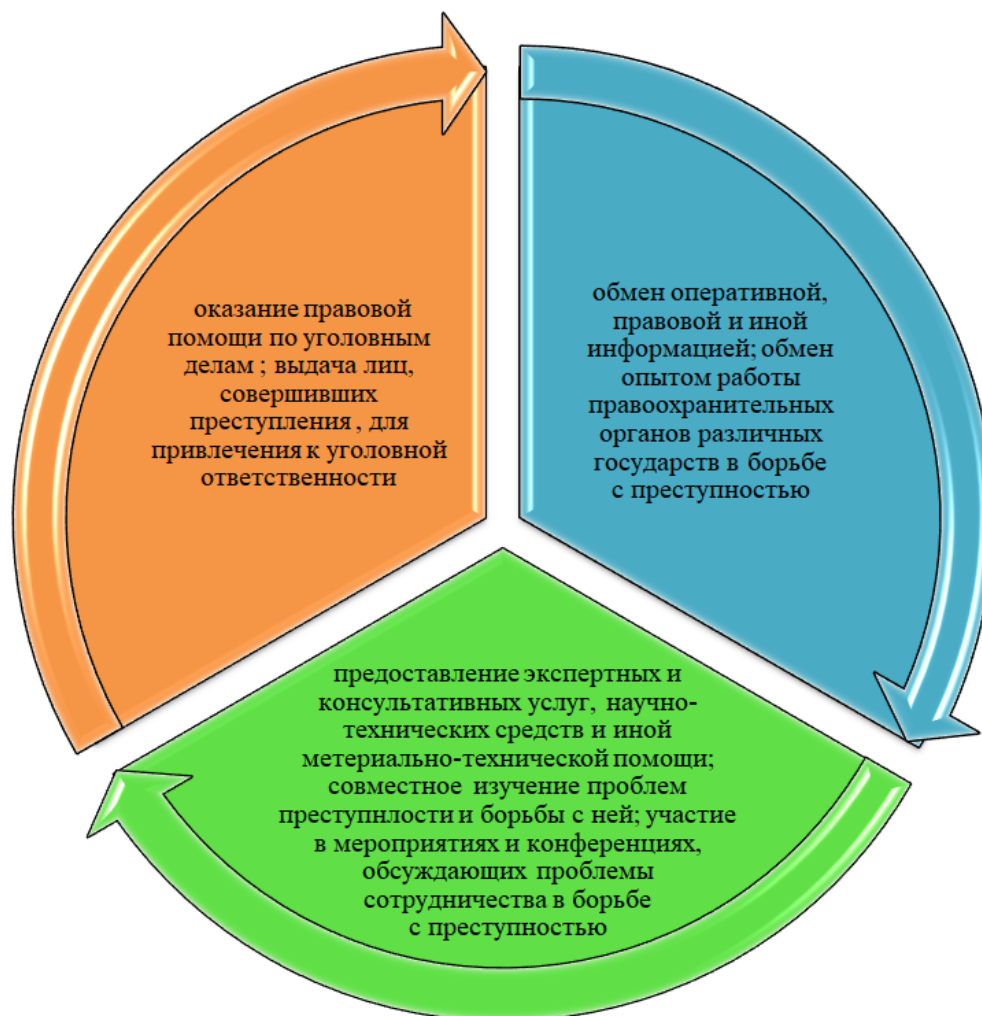 оказание правовой
помощи по уголовным
делам ; выдача лиц,
совершивших
преступления , для
привлечения к уголовной
ответственности
обмен оперативной,
правовой и иной
информацией; обмен
опытом работы
правоохранительных
органов различных
государств в борьбе
с преступностью
предоставление экспертных и
консультативных услуг, научно-
технических средств и иной
метериально-технической помощи;
совместное изучение проблем
преступнлости и борьбы с ней; участие
в мероприятиях и конференциях,
обсуждающих проблемы
сотрудничества в борьбе
с преступностью